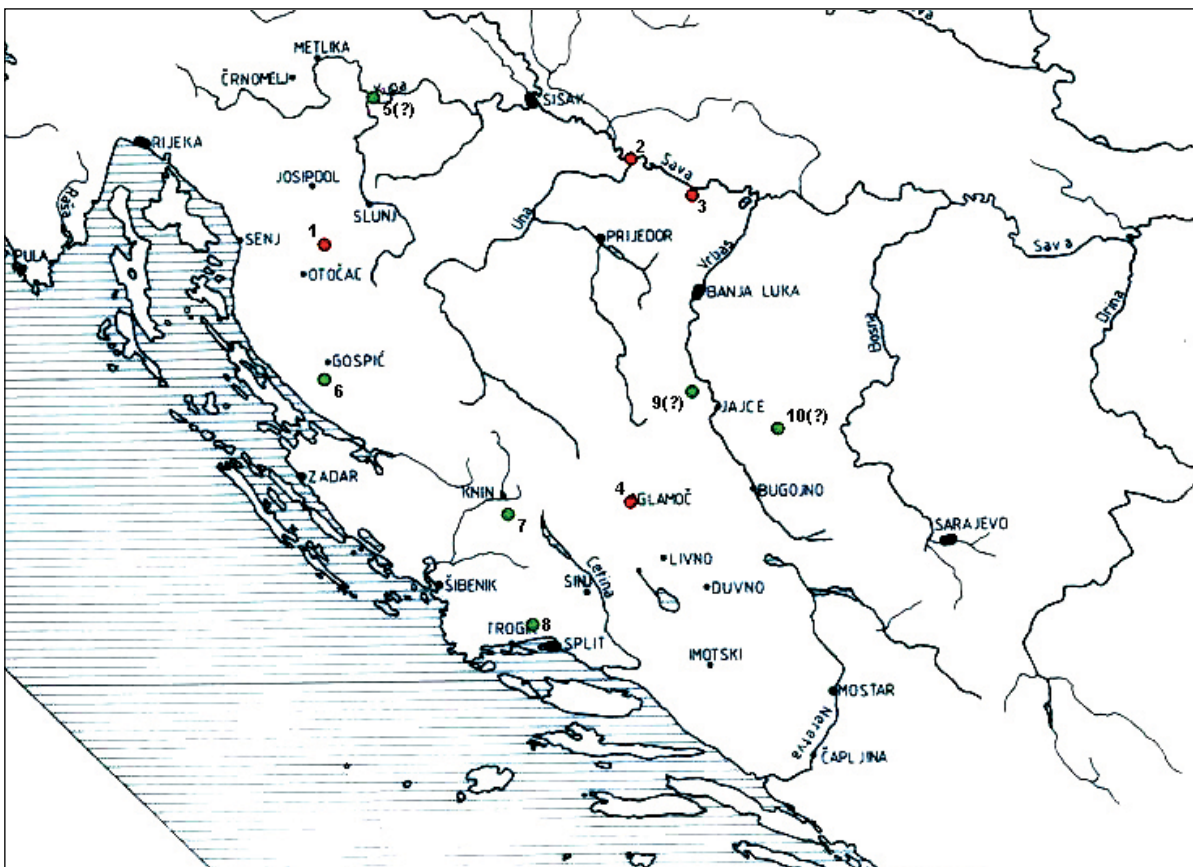 METLIKA
ČRNOMELJ
Kupa
5(?)
SISAK
RIJEKA
2
Sava
JOSIPDOL
3
Raša
SLUNJ
Una
1
SENJ
PRIJEDOR
Vrbas
Sava
PULA
OTOČAC
BANJA LUKA
Drina
Bosna
GOSPIĆ
6
9(?)
JAJCE
10(?)
ZADAR
KNIN
4
GLAMOČ
BUGOJNO
7
SARAJEVO
Cetina
LIVNO
ŠIBENIK
SINJ
DUVNO
8
TROGIR
SPLIT
IMOTSKI
MOSTAR
Neretva
ČAPLJINA